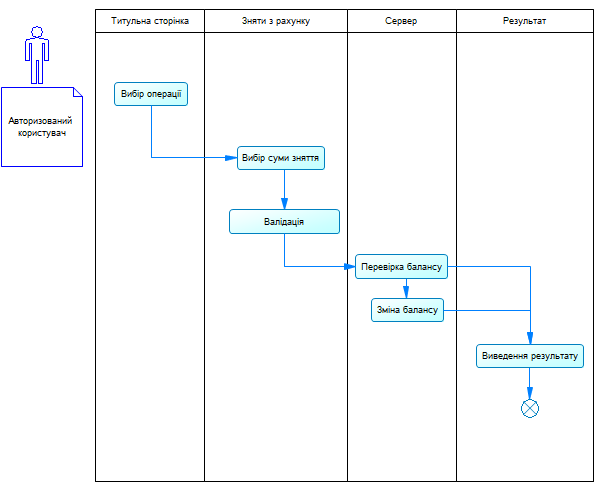 Титульна сторінка
Зняти з рахунку
Сервер
Результат
Авторизований
користувач
Вибір операції
Вибір суми зняття
Валідація
Перевірка балансу
Зміна балансу
Виведення результату